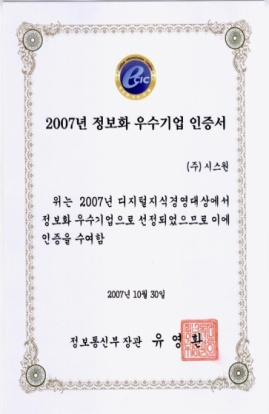 eCIC
2007년 정보화 우수기업 인증서
(주) 시스원
위는 2007년 디지털지식경영대상에서
정보화 우수기업으로 선정되었으므로 이에
인증을 수여함
2007년 10월 30일
정보통신부 장관 유 영 환